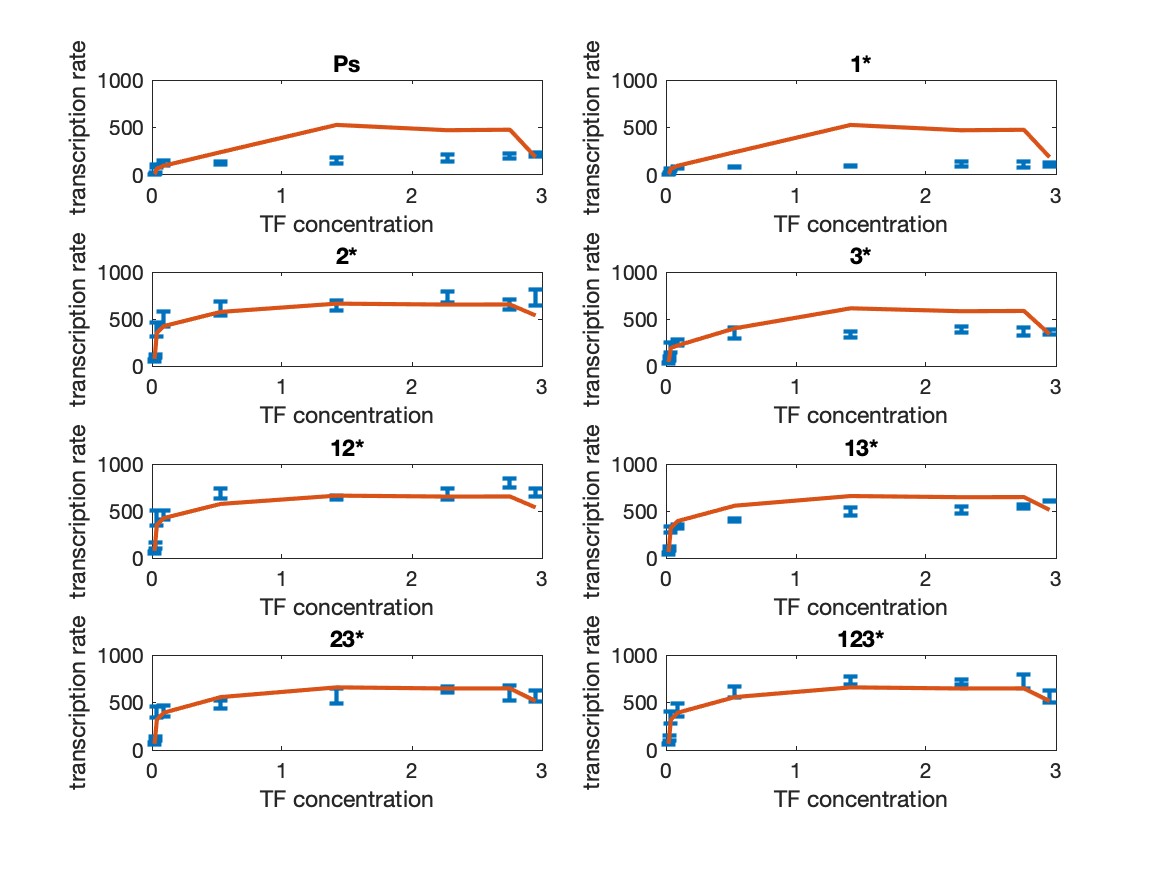 Ps
transcription rate
1000
500
0
0 1 2 3
TF concentration
1*
transcription rate
1000
500
0
0 1 2 3
TF concentration
2*
transcription rate
1000
500
0
0 1 2 3
TF concentration
3*
transcription rate
1000
500
0
0 1 2 3
TF concentration
12*
transcription rate
1000
500
0
0 1 2 3
TF concentration
13*
transcription rate
1000
500
0
0 1 2 3
TF concentration
23*
transcription rate
1000
500
0
0 1 2 3
TF concentration
123*
transcription rate
1000
500
0
0 1 2 3
TF concentration